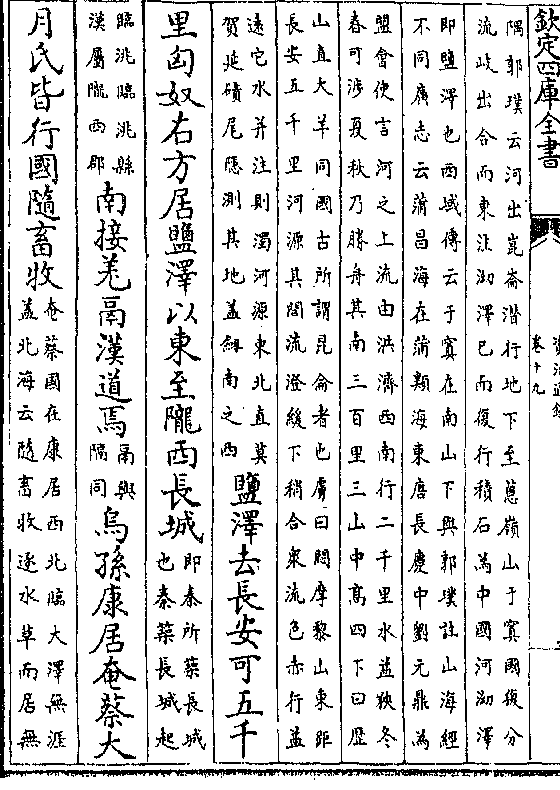 欽定四庫全書
卷十九
隅郭璞云河出崑崙潛行地下至蔥嶺山于窴國復分
流岐出合而東注泑澤已而復行積石為中國河泑澤
即鹽澤也西域傳云于窴在南山下與郭璞註山海經
不同廣志云蒲昌海在蒲類海東唐長慶中劉元鼎為
盟會使言河之上流由洪濟西南行二千里水益狹冬
春可涉夏秋乃勝舟其南三百里三山中髙四下曰歴
山直大羊同國古所謂昆侖者也虜曰悶摩黎山東距
長安五千里河源其間流澄緩下稍合衆流色赤行益
逺它水并注則濁河源東北直莫
賀延磧尾隠測其地蓋劔南之西
鹽澤去長安可五千
里匈奴右方居鹽澤以東至隴西長城
即秦所築長城
也秦築長城起
臨洮臨洮縣
漢屬隴西郡
南接羌鬲漢道焉
鬲與
隔同
烏孫康居奄蔡大
月氏皆行國隨畜牧
奄蔡國在康居西北臨大澤無涯
蓋北海云隨畜牧逐水草而居無